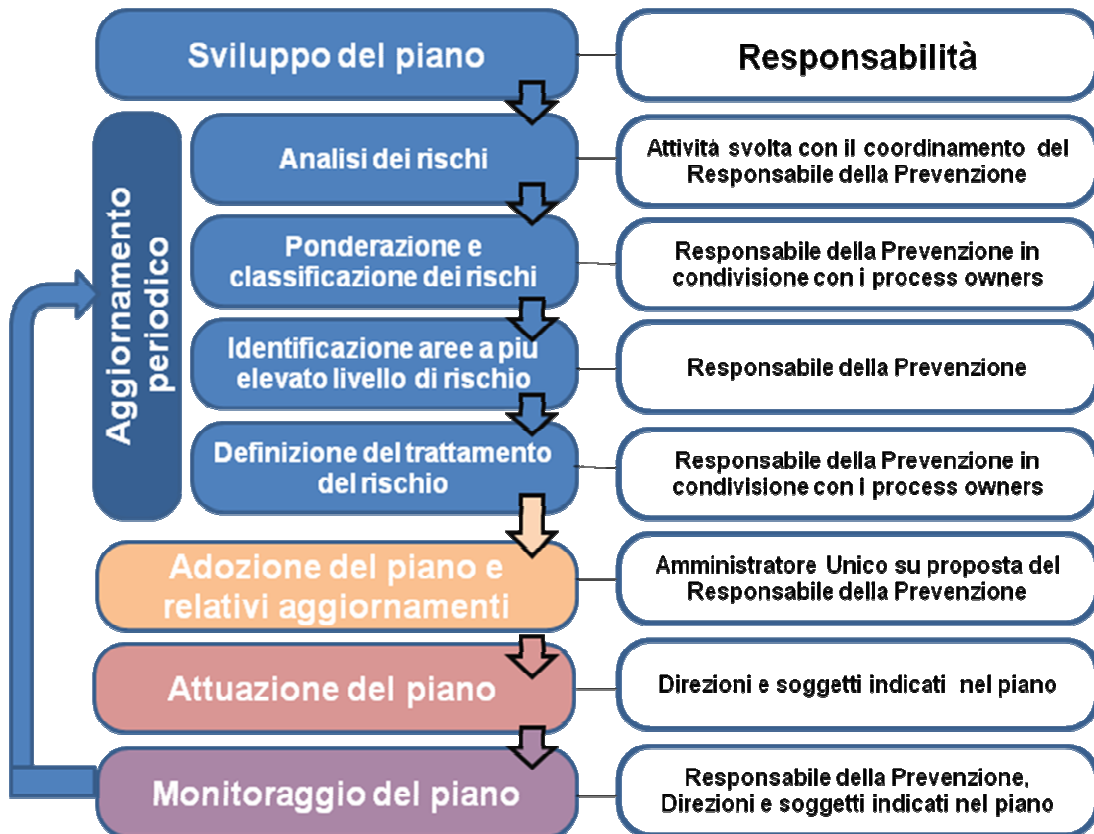 Sviluppo del piano
Responsabilità
Aggiornamento
periodico
Analisi dei rischi
Attività svolta con il coordinamento del
Responsabile della Prevenzione
Ponderazione e
classificazione dei rischi
Responsabile della Prevenzione in
condivisione con i process owners
Identificazione aree a più
elevato livello di rischio
Responsabile della Prevenzione
Definizione del trattamento
del rischio
Responsabile della Prevenzione in
condivisione con i process owners
Adozione del piano e
relativi aggiornamenti
Amministratore Unico su proposta del
Responsabile della Prevenzione
Attuazione del piano
Direzioni e soggetti indicati nel piano
Monitoraggio del piano
Responsabile della Prevenzione,
Direzioni e soggetti indicati nel piano